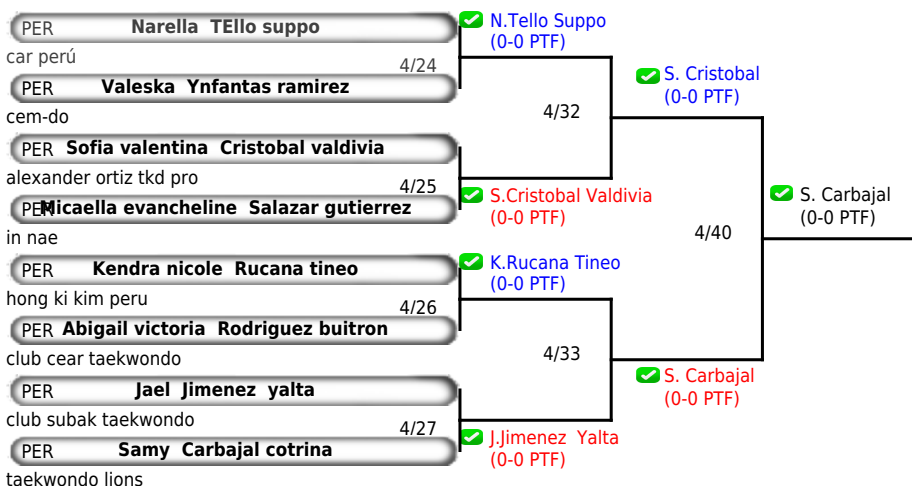 PER Narella TEllo suppo
car perú
4/24
PER Valeska Ynfantas ramirez
cem-do
PER Sofia valentina Cristobal valdivia
alexander ortiz tkd pro
4/25
PER Micaella evancheline Salazar gutierrez
in nae
PER Kendra nicole Rucana tineo
hong ki kim peru
4/26
PER Abigail victoria Rodriguez buitron
club cear taekwondo
PER Jael Jimenez yalta
club subak taekwondo
4/27
PER Samy Carbajal cotrina
taekwondo lions
N.Tello Suppo
(0-0 PTF)
4/32
S.Cristobal Valdivia
(0-0 PTF)
K.Rucana Tineo
(0-0 PTF)
4/33
J.Jimenez Yalta
(0-0 PTF)
S. Cristobal
(0-0 PTF)
4/40
S. Carbajal
(0-0 PTF)
S. Carbajal
(0-0 PTF)